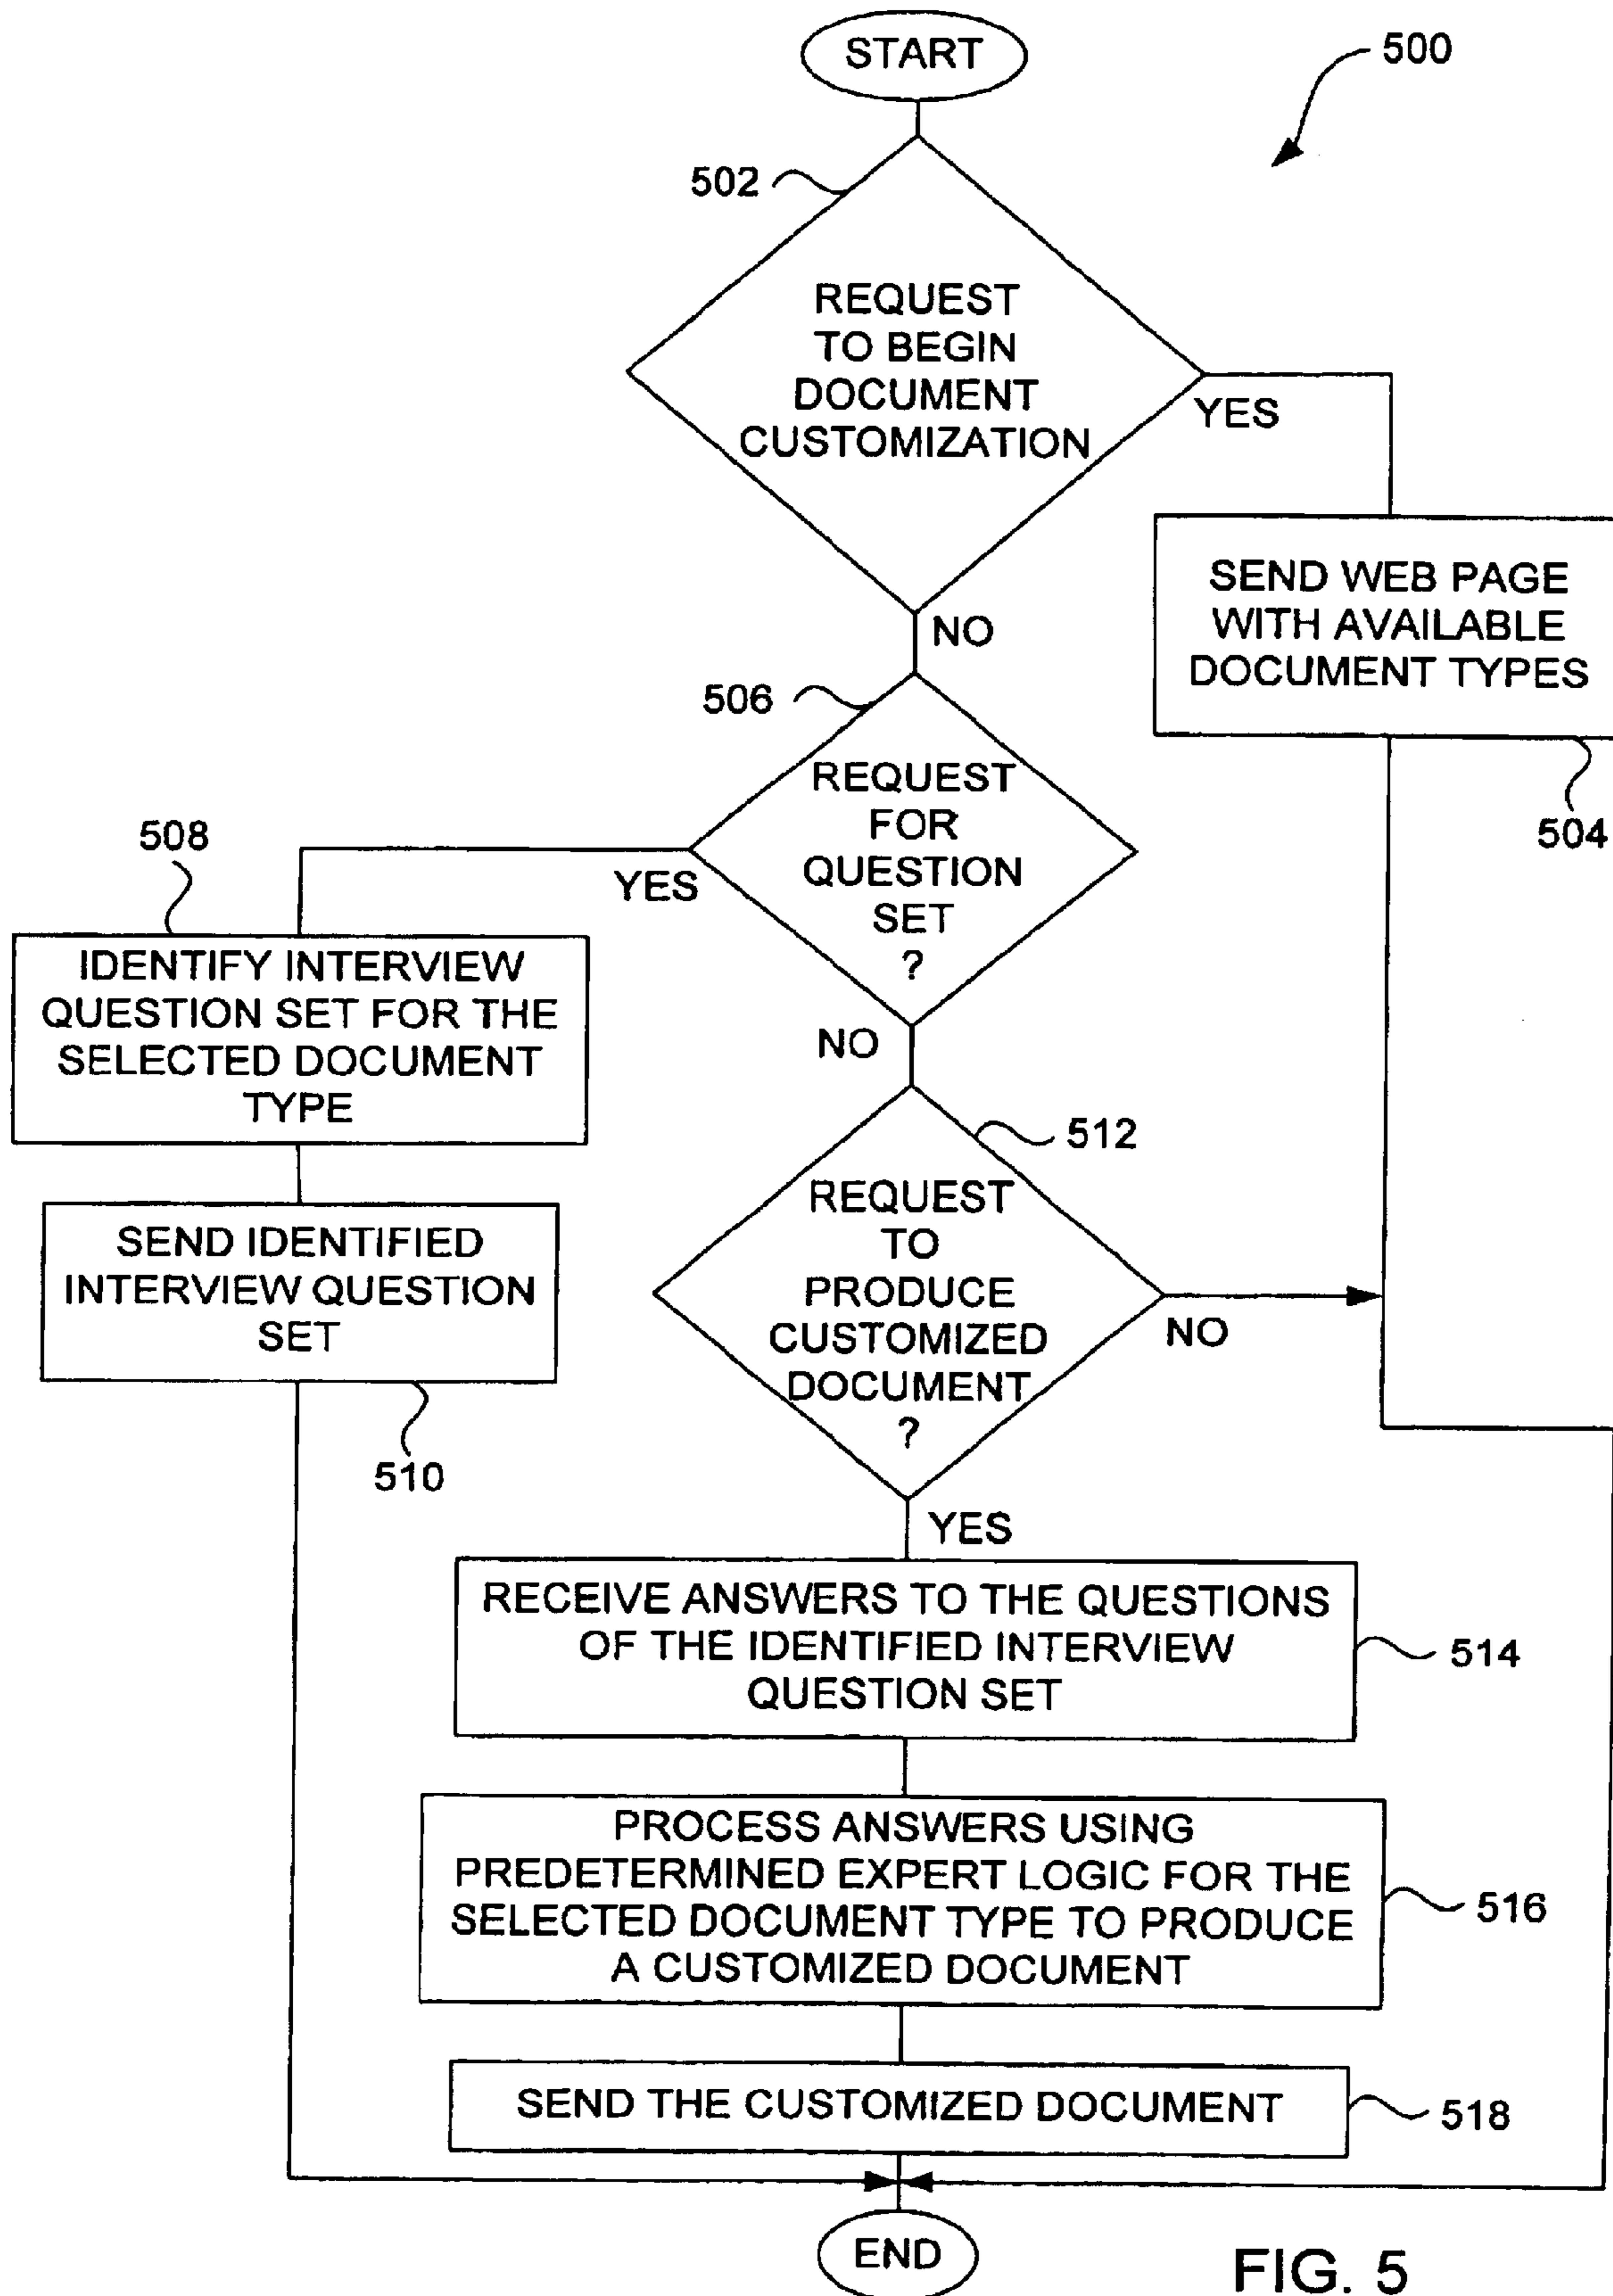 START
500
502
REQUEST
TO BEGIN
DOCUMENT
CUSTOMIZATION
YES
NO
SEND WEB PAGE
WITH AVAILABLE
DOCUMENT TYPES
504
506
REQUEST
FOR
QUESTION
SET
?
YES
NO
508
IDENTIFY INTERVIEW
QUESTION SET FOR THE
SELECTED DOCUMENT
TYPE
SEND IDENTIFIED
INTERVIEW QUESTION
SET
510
512
REQUEST
TO
PRODUCE
CUSTOMIZED
DOCUMENT
?
NO
YES
RECEIVE ANSWERS TO THE QUESTIONS
OF THE IDENTIFIED INTERVIEW
QUESTION SET
514
PROCESS ANSWERS USING
PREDETERMINED EXPERT LOGIC FOR THE
SELECTED DOCUMENT TYPE TO PRODUCE
A CUSTOMIZED DOCUMENT
516
SEND THE CUSTOMIZED DOCUMENT
518
END
FIG. 5